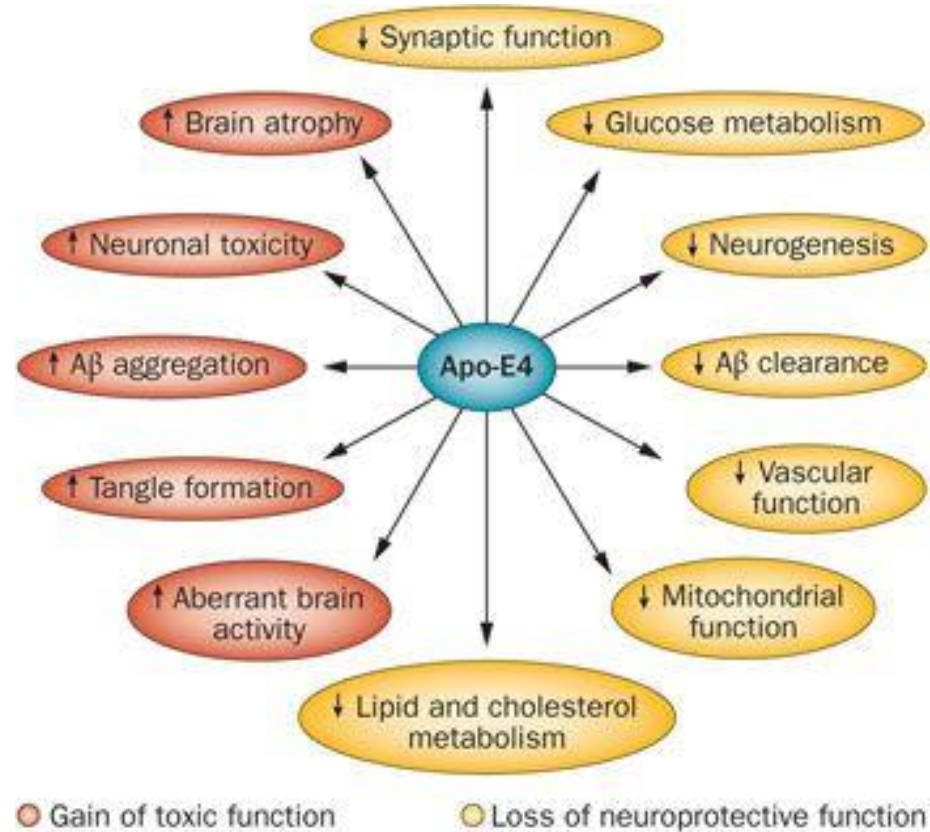 ↓ Synaptic function
↑ Brain atrophy
↓ Glucose metabolism
↑ Neuronal toxicity
↓ Neurogenesis
↑ Aβ aggregation
Apo-E4
↓ Aβ clearance
↑ Tangle formation
↓ Vascular
function
↑ Aberrant brain
activity
↓ Mitochondrial
function
↓ Lipid and cholesterol
metabolism
Gain of toxic function
Loss of neuroprotective function